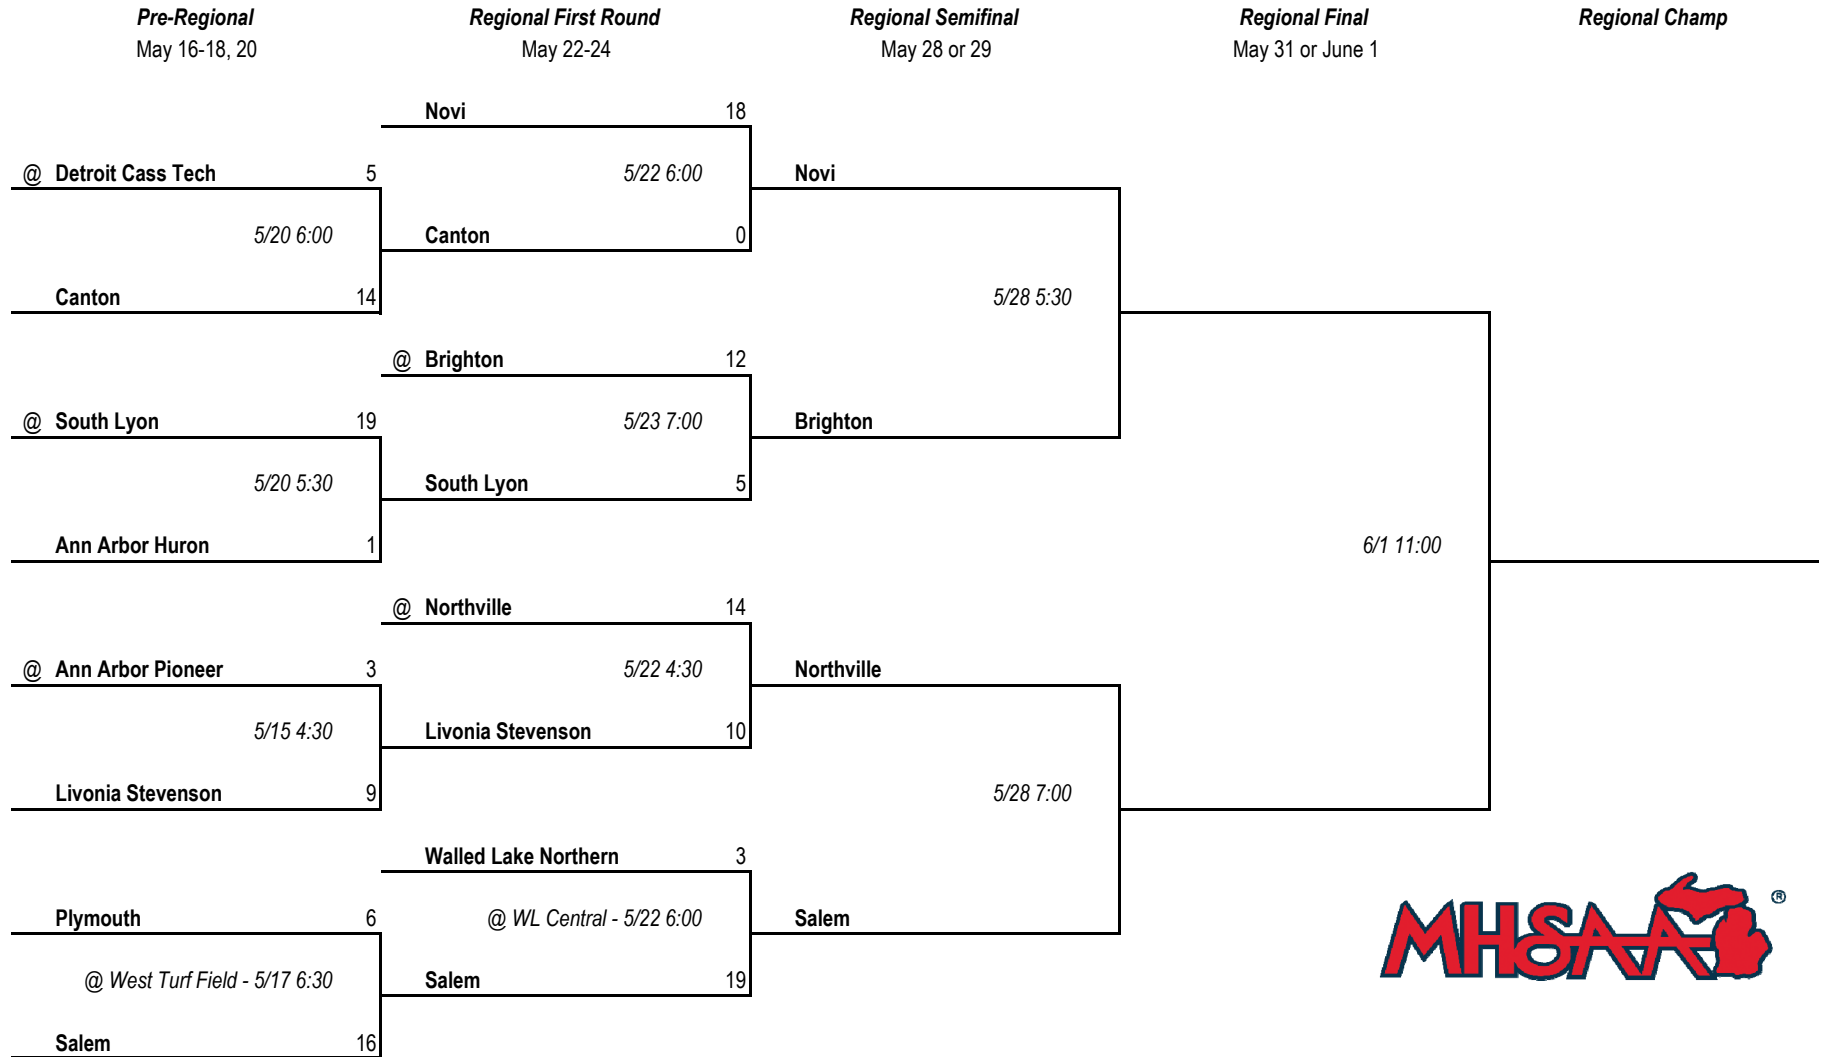 Pre-Regional Regional First Round Regional Semifinal Regional Final Regional Champ
May 16-18, 20 May 22-24 May 28 or 29 May 31 or June 1
Novi 18
@ Detroit Cass Tech 5 5/22 6:00 Novi
5/20 6:00 Canton 0
Canton 14 5/28 5:30
@ Brighton 12
@ South Lyon 19 5/23 7:00 Brighton
5/20 5:30 South Lyon 5
Ann Arbor Huron 1 6/1 11:00
@ Northville 14
@ Ann Arbor Pioneer 3 5/22 4:30 Northville
5/15 4:30 Livonia Stevenson 10
Livonia Stevenson 9 5/28 7:00
Walled Lake Northern 3
Plymouth 6 @ WL Central - 5/22 6:00 Salem
@ West Turf Field - 5/17 6:30 Salem 19
MHSAA ®
Salem 16